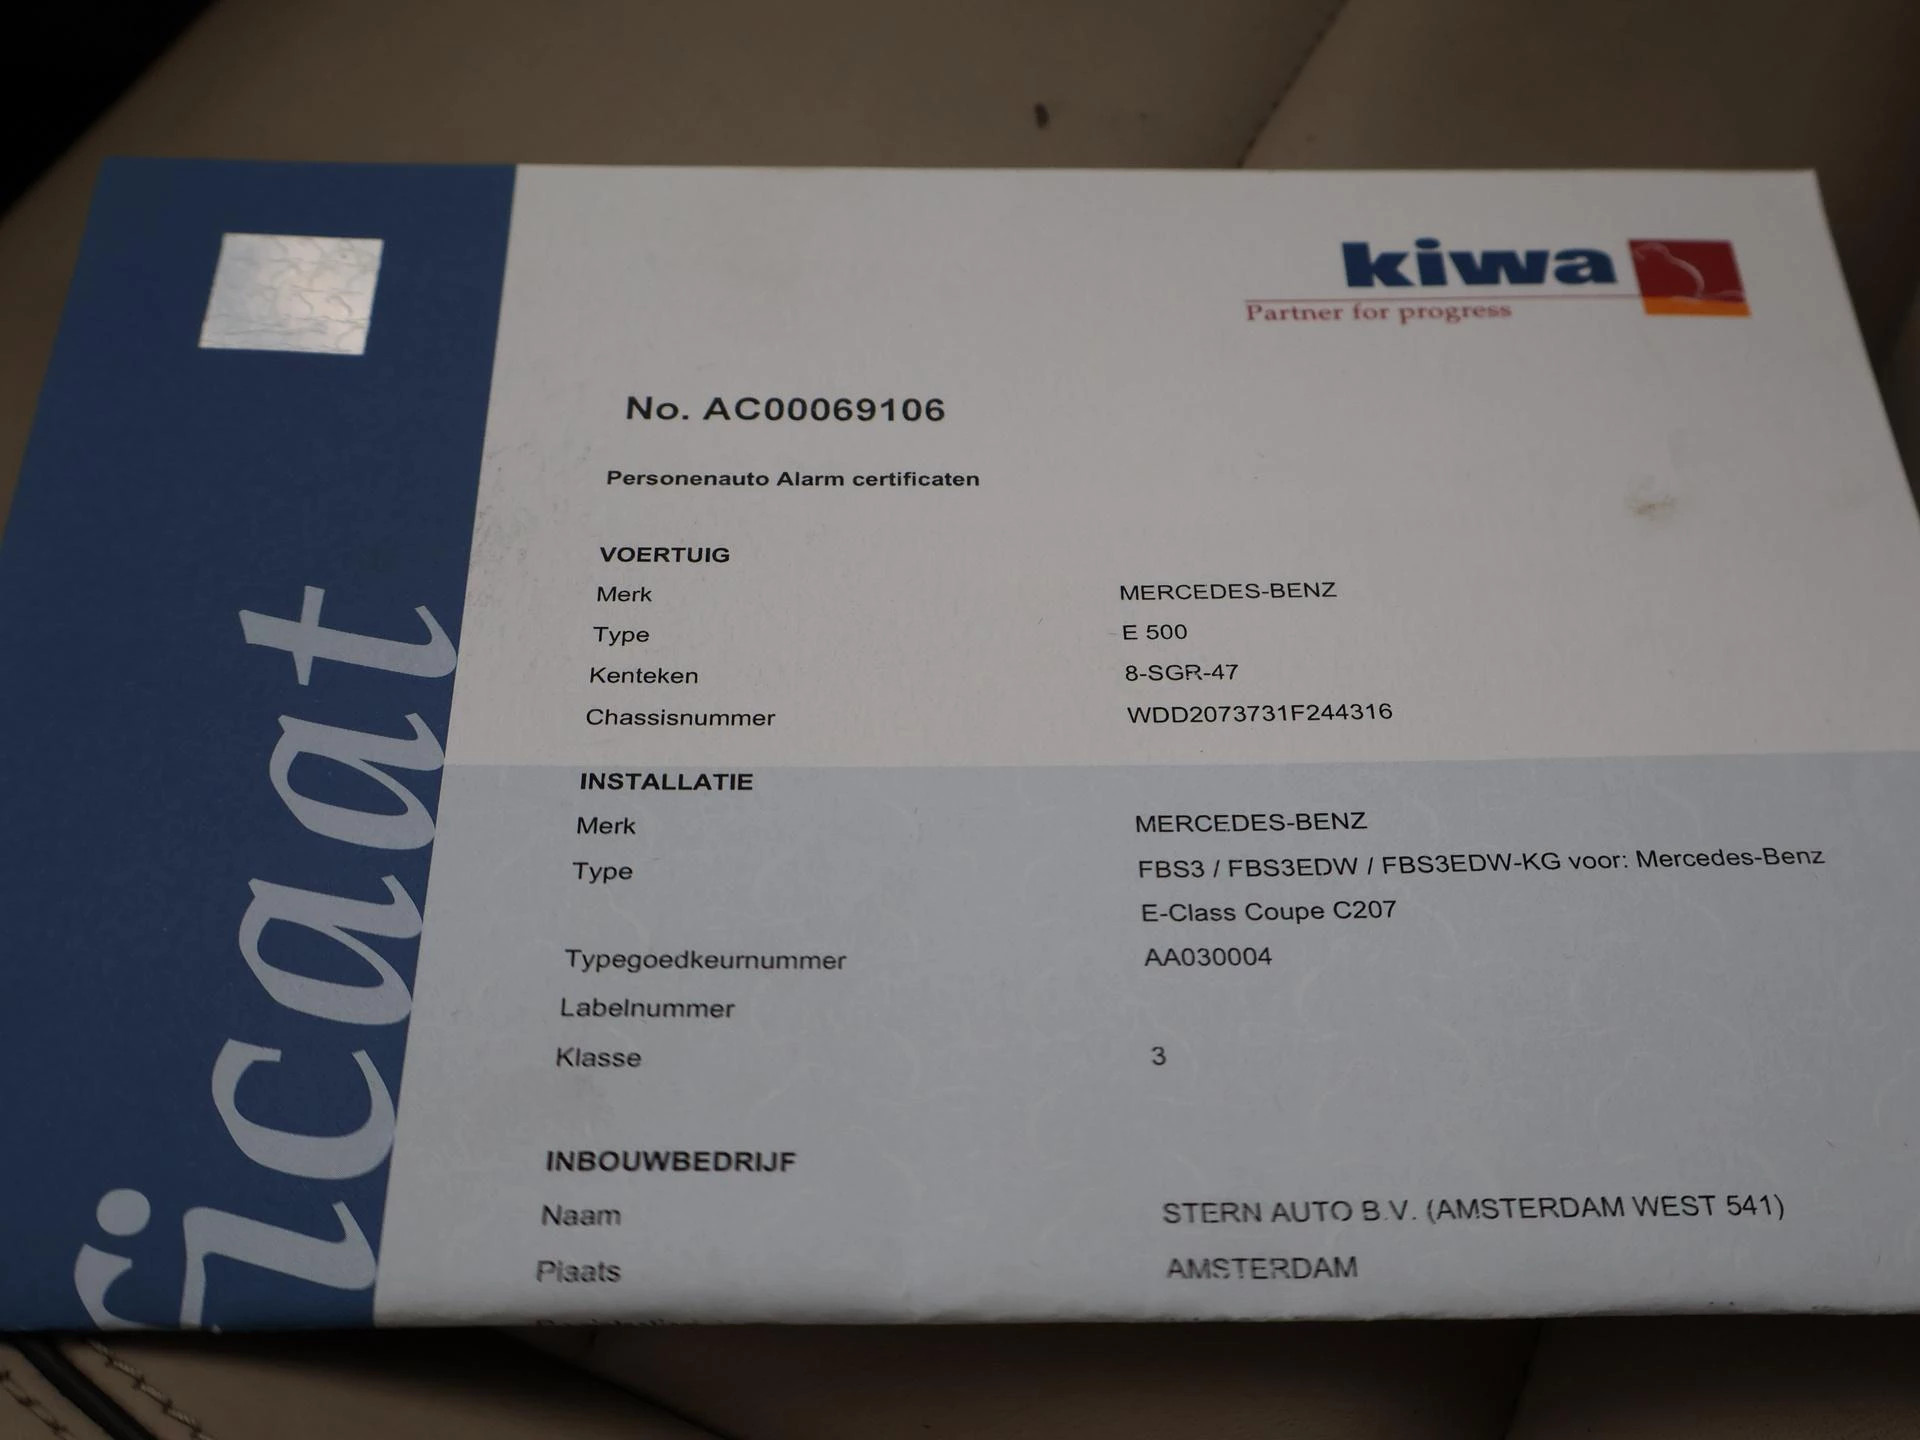 kiwa
Partner for progress
No. AC00069106
Personenauto Alarm certificaten
VOERTUIG
Merk MERCEDES-BENZ
Type E 500
Kenteken 8-SGR-47
Chassisnummer WDD2073731F244316
INSTALLATIE
Merk MERCEDES-BENZ
Type FBS3 / FBS3EDW / FBS3EDW-KG voor: Mercedes-Benz
E-Class Coupe C207
Typegoedkeurnummer AA030004
Labelnummer
Klasse 3
INBOUWBEDRIJF
Naam STERN AUTO B.V. (AMSTERDAM WEST 541)
Plaats AMSTERDAM
ficaat